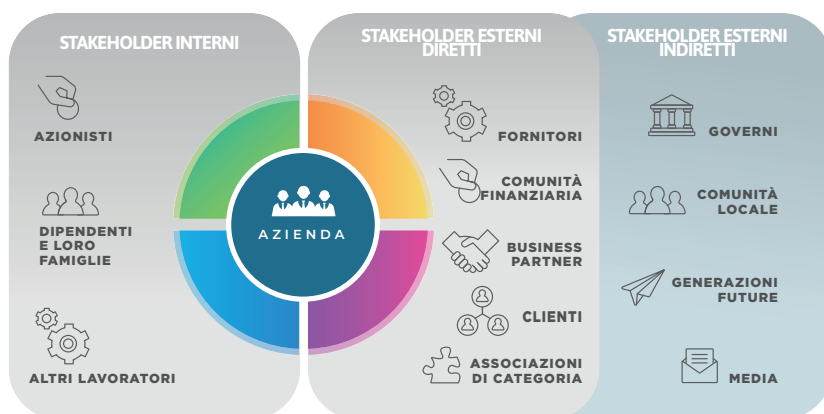 STAKEHOLDER INTERNI
AZIONISTI
DIPENDENTI
E LORO
FAMIGLIE
ALTRI LAVORATORI
AZIENDA
STAKEHOLDER ESTERNI
DIRETTI
FORNITORI
COMUNITÀ
FINANZIARIA
BUSINESS
PARTNER
CLIENTI
ASSOCIAZIONI
DI CATEGORIA
STAKEHOLDER ESTERNI
INDIRETTI
GOVERNI
COMUNITÀ
LOCALE
GENERAZIONI
FUTURE
MEDIA